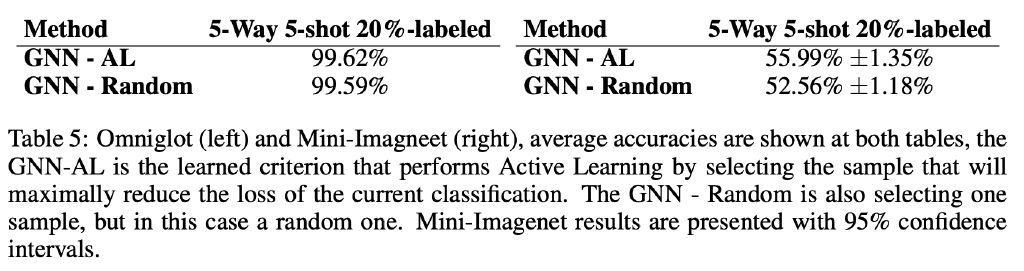 Method 5-Way 5-shot 20%-labeled Method 5-Way 5-shot 20%-labeled
GNN - AL 99.62% GNN - AL 55.99% ±1.35%
GNN - Random 99.59% GNN - Random 52.56% ±1.18%
Table 5: Omniglot (left) and Mini-Imagneet (right), average accuracies are shown at both tables, the
GNN-AL is the learned criterion that performs Active Learning by selecting the sample that will
maximally reduce the loss of the current classification. The GNN - Random is also selecting one
sample, but in this case a random one. Mini-Imagenet results are presented with 95% confidence
intervals.